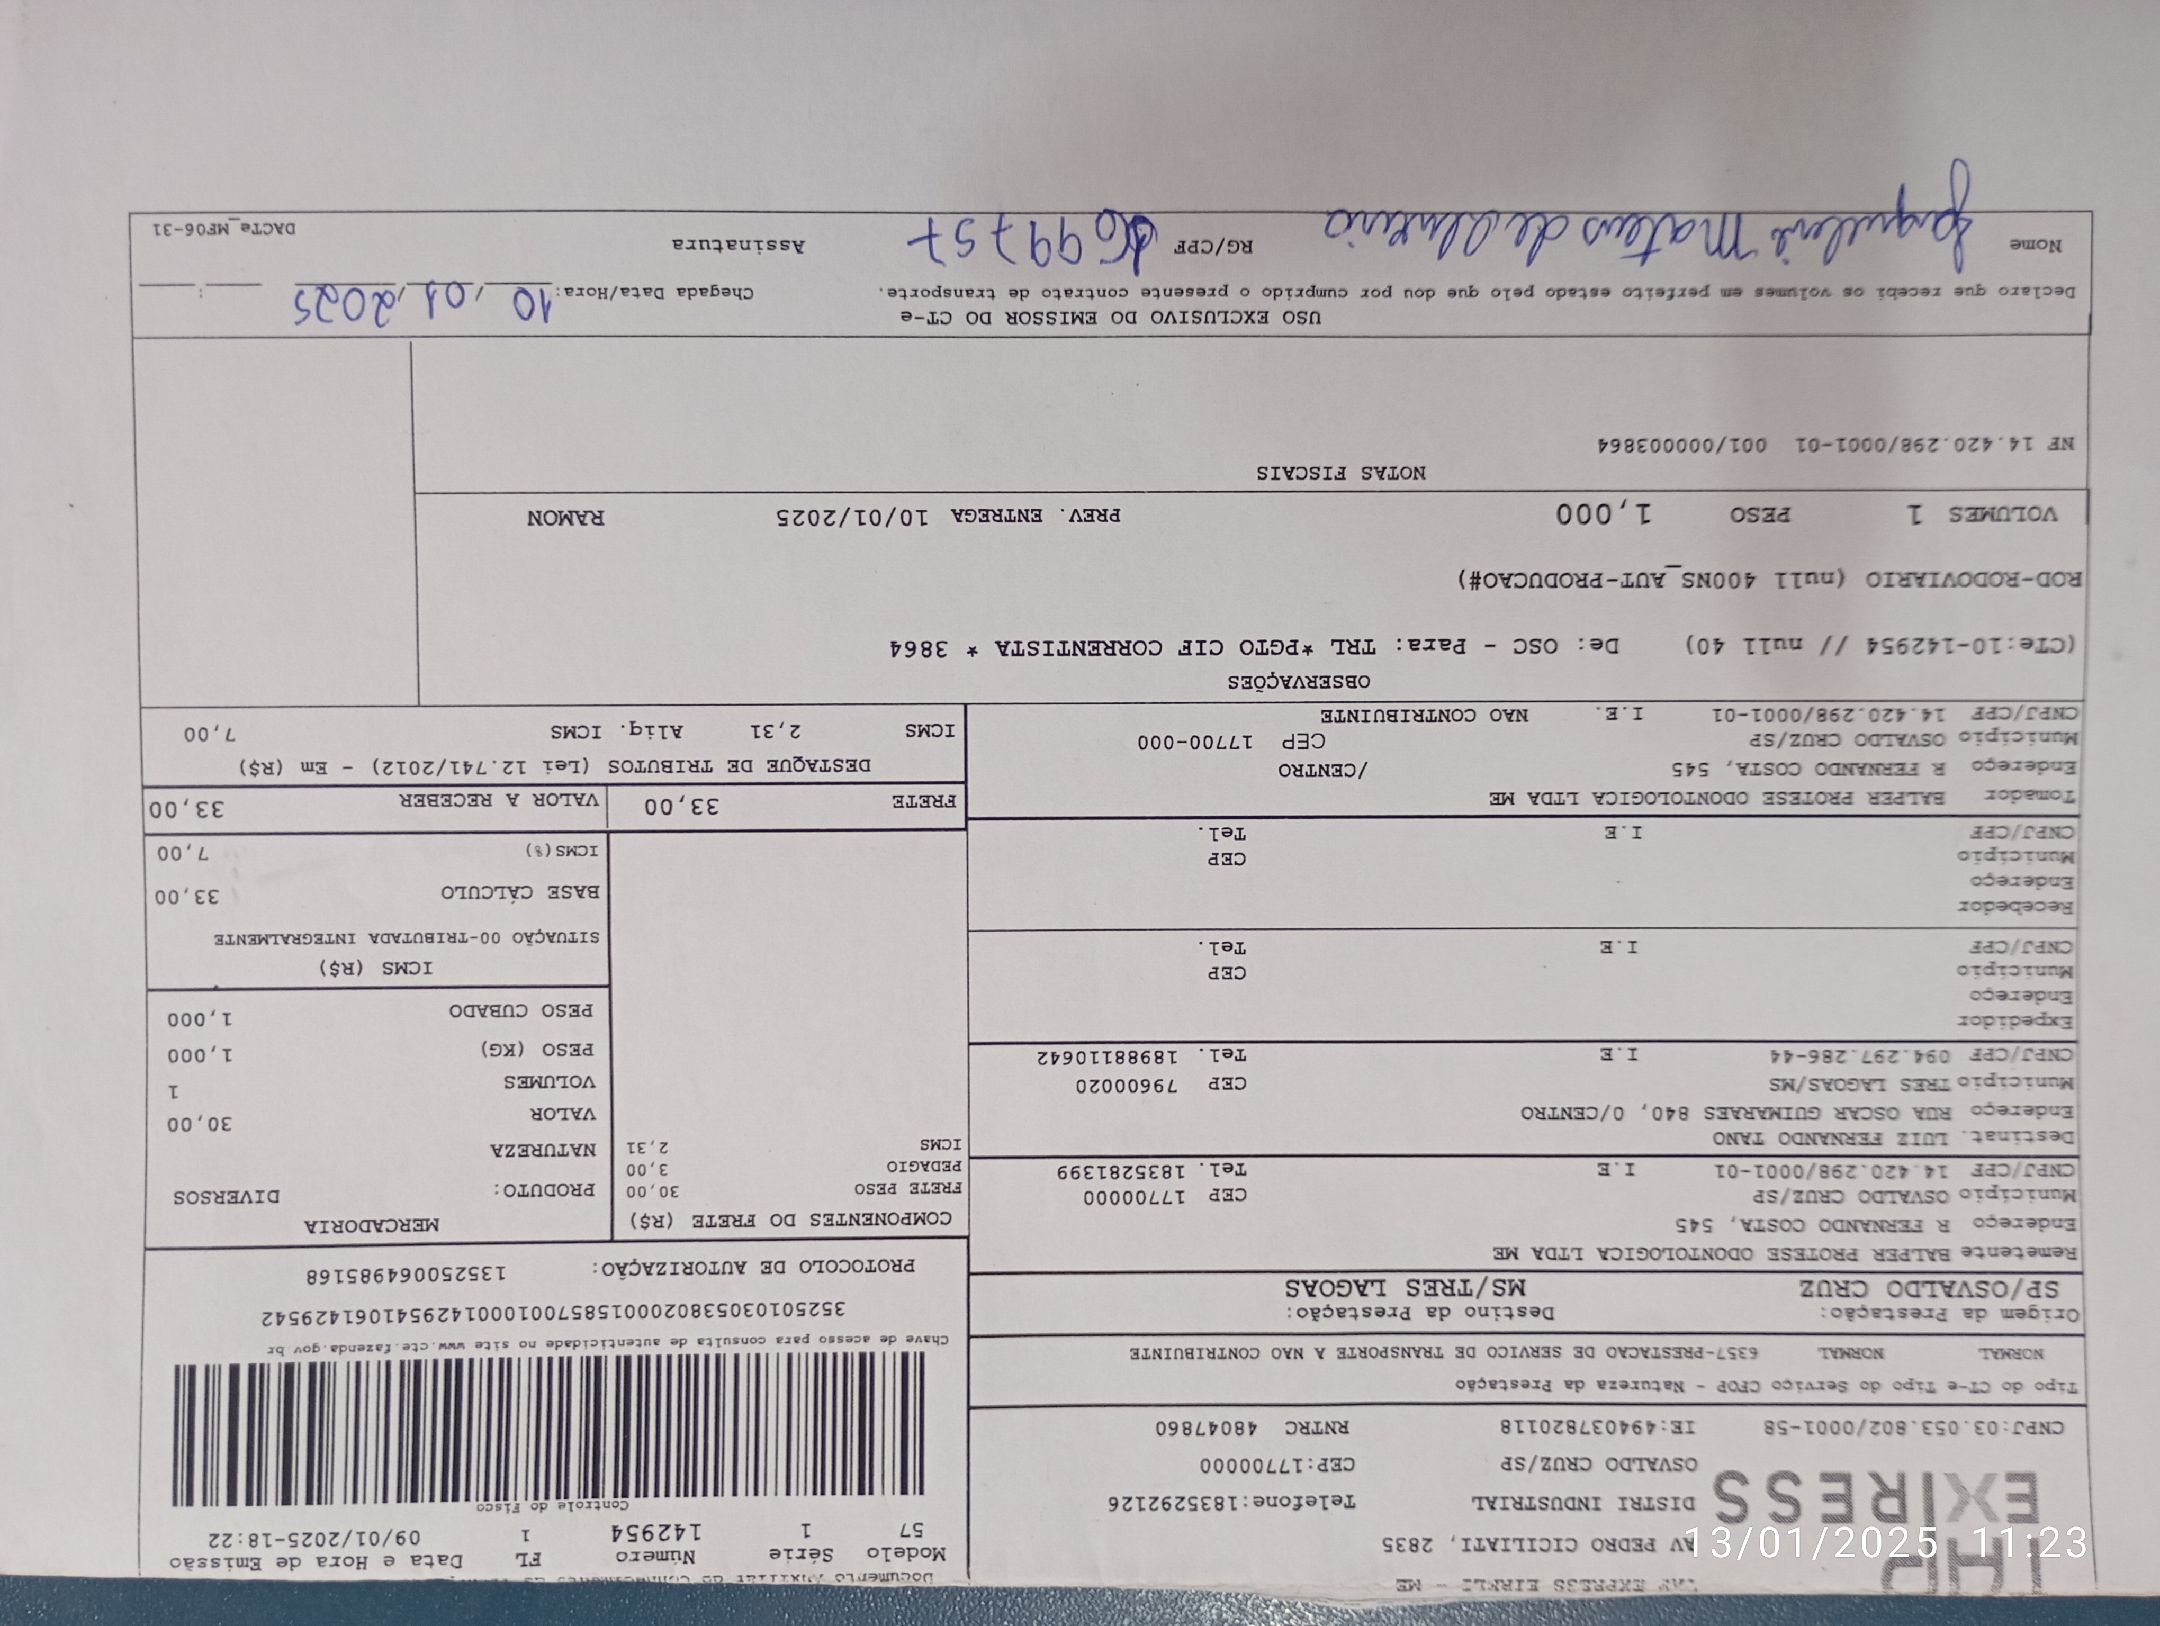 13/01/2025 11:23
EXPRESS EIRELI - ME
AV PEDRO CICILIATI, 2835
DISTRI INDUSTRIAL Telefone:1835292126
OSVALDO CRUZ/SP CEP:17700000
CNPJ:03.053.802/0001-58 IE:494037820118 RNTRC 48047860
Documento Auxiliar do Conhecimento de
Modelo Série Número FL Data e Hora de Emissão
57 1 142954 1 09/01/2025-18:22
Controle do Fisco
Chave de acesso para consulta de autenticidade no site www.cte.fazenda.gov br
35250103053802000158570010001429541061429542
PROTOCOLO DE AUTORIZAÇÃO: 135250064985168
Tipo do CT-e Tipo do Serviço CFOP - Natureza da Prestação
NORMAL NORMAL 6357-PRESTACAO DE SERVICO DE TRANSPORTE A NAO CONTRIBUINTE
Origem da Prestação: Destino da Prestação:
SP/OSVALDO CRUZ MS/TRES LAGOAS
Remetente BALPER PROTESE ODONTOLOGICA LTDA ME
Endereço R FERNANDO COSTA, 545
Município OSVALDO CRUZ/SP CEP 17700000
CNPJ/CPF 14.420.298/0001-01 I.E Tel. 1835281399
Destinat. LUIZ FERNANDO TANO
Endereço RUA OSCAR GUIMARAES 840, 0/CENTRO
Município TRES LAGOAS/MS CEP 79600020
CNPJ/CPF 094.297.286-44 I.E Tel. 18988110642
Expedidor
Endereço
Município CEP
CNPJ/CPF I.E Tel.
Recebedor
Endereço
Município CEP
CNPJ/CPF I.E Tel.
Tomador BALPER PROTESE ODONTOLOGICA LTDA ME
Endereço R FERNANDO COSTA, 545 /CENTRO
Município OSVALDO CRUZ/SP CEP 17700-000
CNPJ/CPF 14.420.298/0001-01 I.E. NAO CONTRIBUINTE
COMPONENTES DO FRETE (R$)
FRETE PESO 30,00
PEDAGIO 3,00
ICMS 2,31
MERCADORIA
PRODUTO: DIVERSOS
NATUREZA
VALOR 30,00
VOLUMES 1
PESO (KG) 1,000
PESO CUBADO 1,000
ICMS (R$)
SITUAÇÃO 00-TRIBUTADA INTEGRALMENTE
BASE CÁLCULO 33,00
ICMS(%) 7,00
FRETE 33,00 VALOR A RECEBER 33,00
DESTAQUE DE TRIBUTOS (Lei 12.741/2012) - Em (R$)
ICMS 2,31 Aliq. ICMS 7,00
OBSERVAÇÕES
(CTe:10-142954 // null 40) De: OSC - Para: TRL *PGTO CIF CORRENTISTA * 3864
ROD-RODOVIARIO (null 400NS_AUT-PRODUCAO#)
VOLUMES 1 PESO 1,000 PREV. ENTREGA 10/01/2025 RAMON
NOTAS FISCAIS
NF 14.420.298/0001-01 001/000003864
USO EXCLUSIVO DO EMISSOR DO CT-e
Declaro que recebi os volumes em perfeito estado pelo que dou por cumprido o presente contrato de transporte. Chegada Data/Hora: 10/01/2025 :
Nome Mateus de RG/CPF Assinatura
DACTe_MF06-31